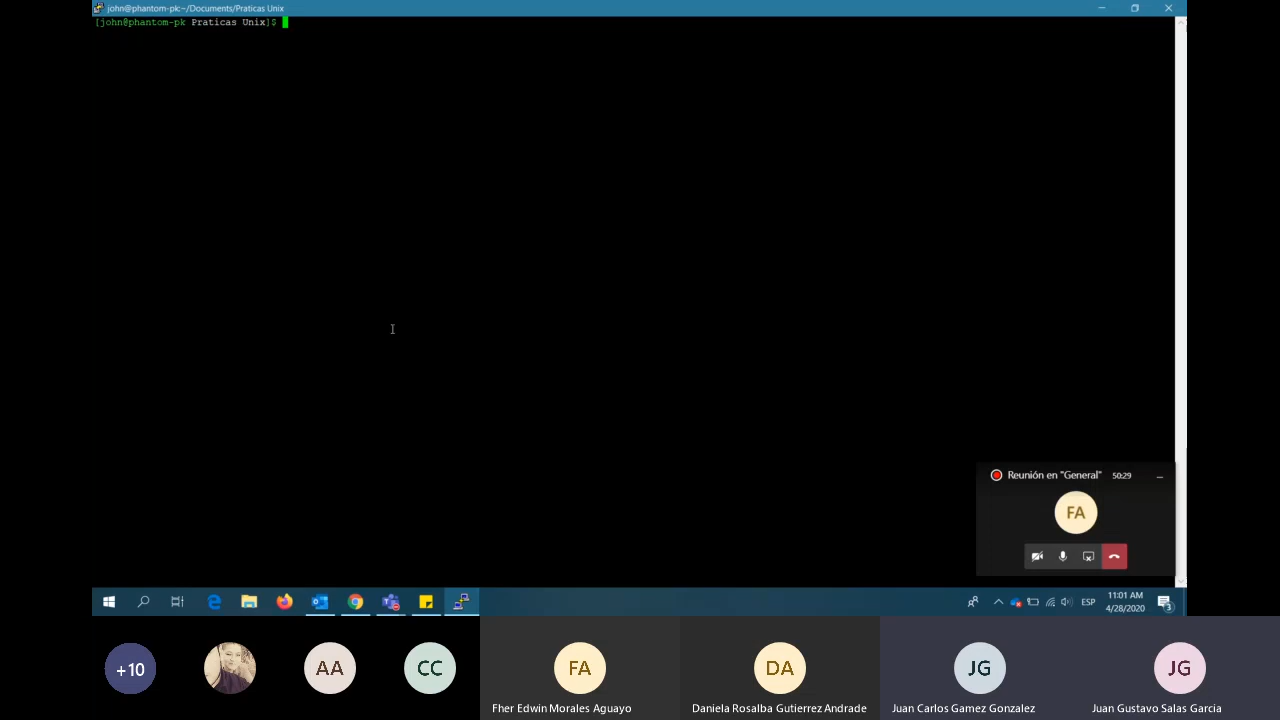 john@phantom-pk:~/Documents/Praticas Unix
[john@phantom-pk Praticas Unix]$
Reunión en "General" 50:29
FA
ESP
11:01 AM
4/28/2020
3
+10
AA
CC
FA
DA
JG
JG
Fher Edwin Morales Aguayo
Daniela Rosalba Gutierrez Andrade
Juan Carlos Gamez Gonzalez
Juan Gustavo Salas Garcia